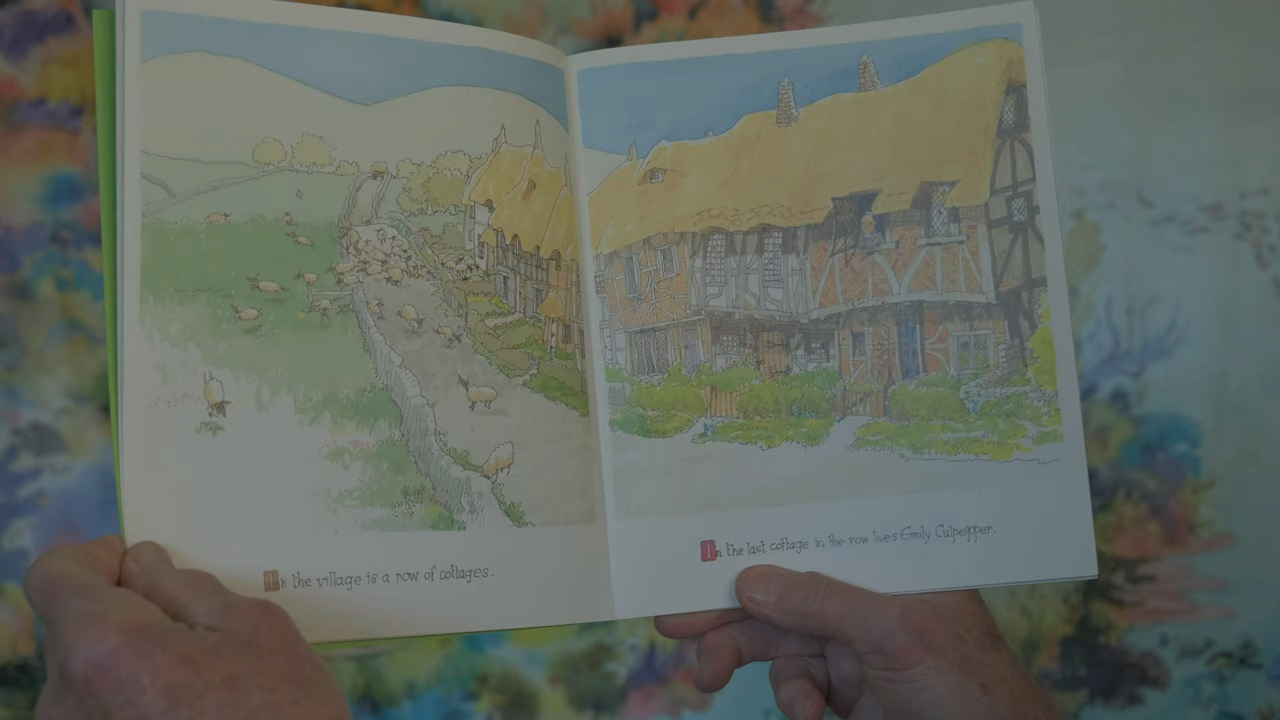 In the village is a row of cottages.
In the last cottage in the row lives Emily Culpepper.